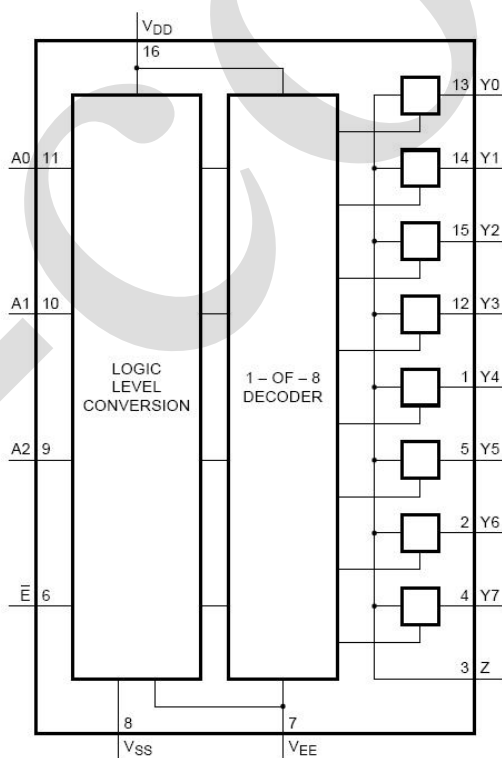 VDD
16
13 Y0
A0 11
14 Y1
15 Y2
A1 10
12 Y3
LOGIC
LEVEL
CONVERSION
1 – OF – 8
DECODER
1 Y4
A2 9
5 Y5
2 Y6
E̅ 6
4 Y7
3 Z
8
7
VSS
VEE